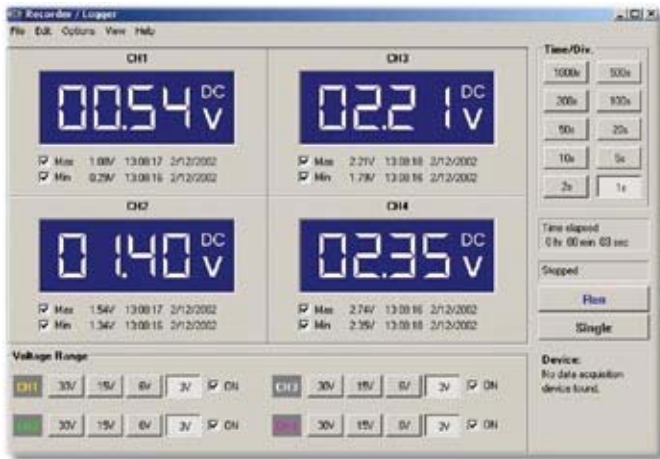 Recorder / Logger
File Edit Options View Help
CH1
00.54 DC V
Max 1.08V 13:08:17 2/12/2002
Min 0.29V 13:08:16 2/12/2002
CH3
02.21 DC V
Max 2.21V 13:08:18 2/12/2002
Min 1.79V 13:08:16 2/12/2002
CH2
01.40 DC V
Max 1.54V 13:08:17 2/12/2002
Min 1.34V 13:08:16 2/12/2002
CH4
02.35 DC V
Max 2.74V 13:08:16 2/12/2002
Min 2.35V 13:08:18 2/12/2002
Time/Div.
1000s 500s
200s 100s
50s 20s
10s 5s
2s 1s
Time elapsed
0 hr 00 min 03 sec
Stopped
Run
Single
Device:
No data acquisition
device found.
Voltage Range
CH1 30V 15V 6V 3V ON
CH3 30V 15V 6V 3V ON
CH2 30V 15V 6V 3V ON
CH4 30V 15V 6V 3V ON